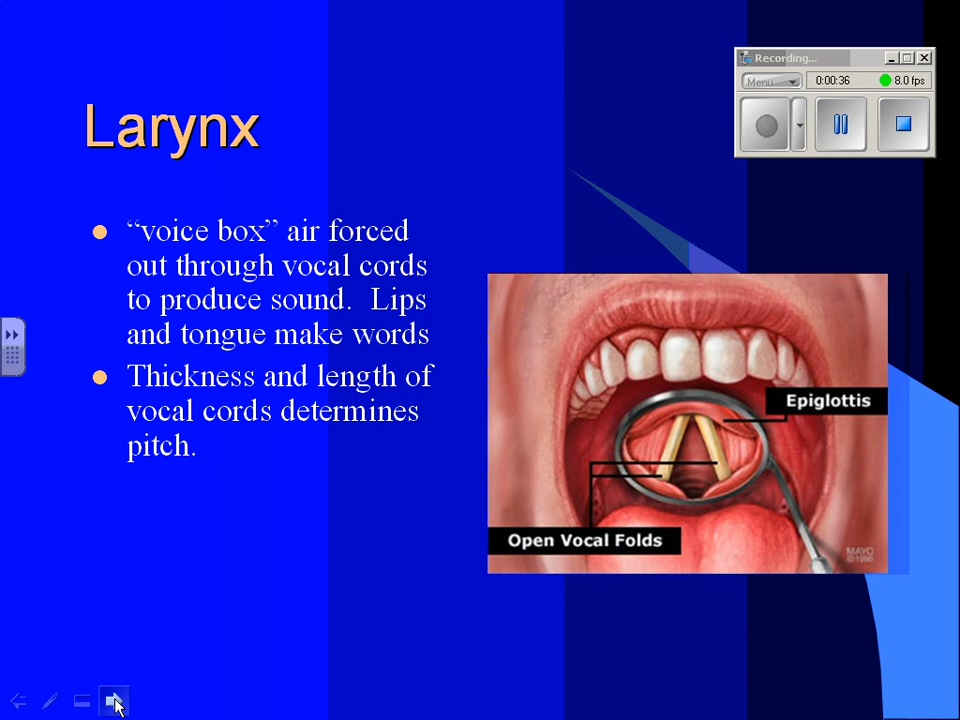 Recording...
Menu
0:00:36
8.0 fps
Larynx
“voice box” air forced
out through vocal cords
to produce sound.  Lips
and tongue make words
Thickness and length of
vocal cords determines
pitch.
Epiglottis
Open Vocal Folds
MAYO
©1996